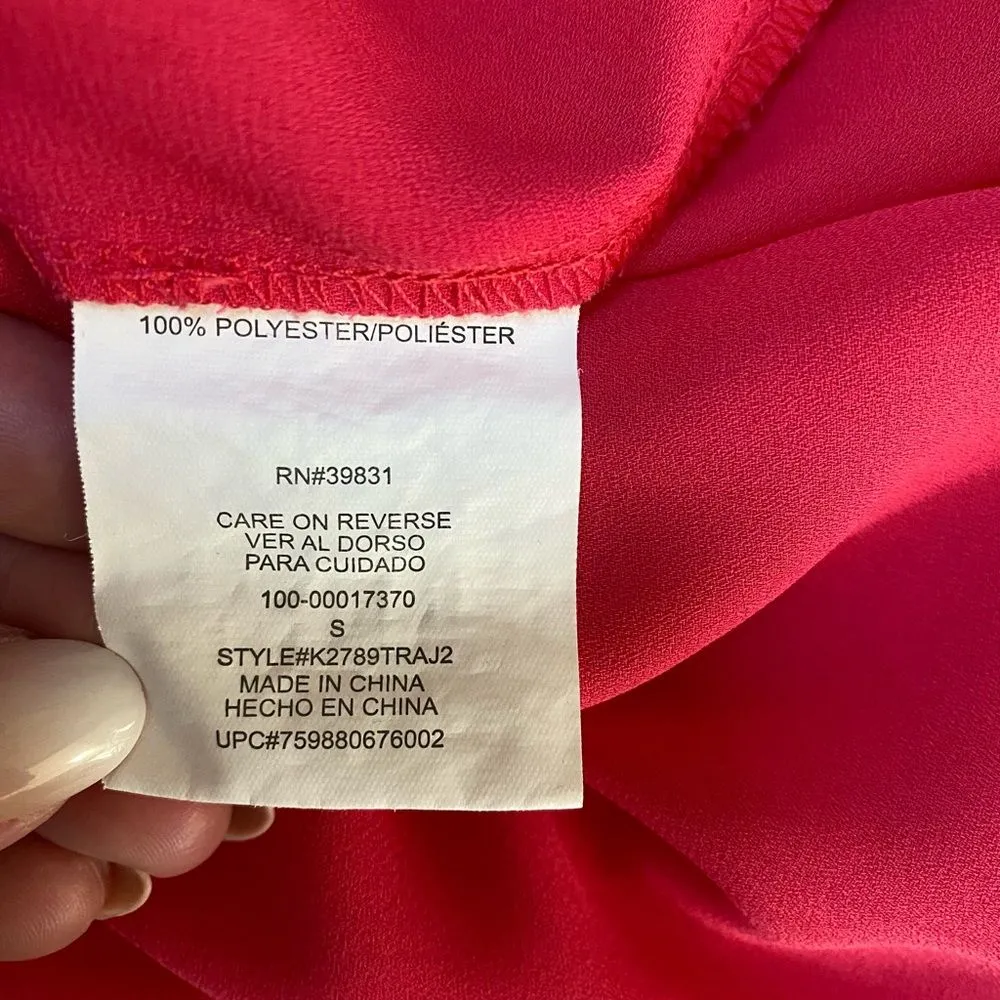 100% POLYESTER/POLIÉSTER
RN#39831
CARE ON REVERSE
VER AL DORSO
PARA CUIDADO
100-00017370
S
STYLE#K2789TRAJ2
MADE IN CHINA
HECHO EN CHINA
UPC#759880676002